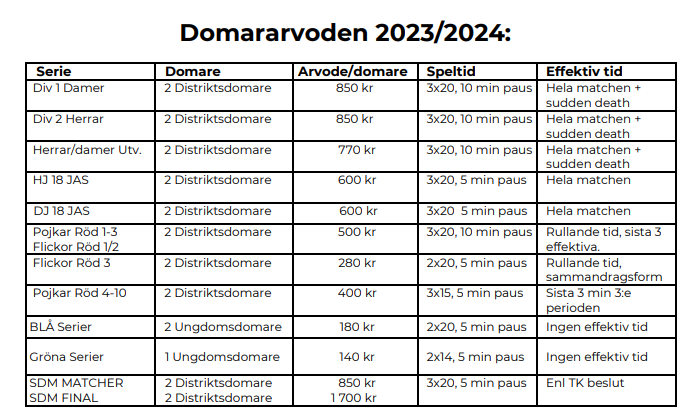 Domararvoden 2023/2024:
Serie Domare Arvode/domare Speltid Effektiv tid
Div 1 Damer 2 Distriktsdomare 850 kr 3x20, 10 min paus Hela matchen +
sudden death
Div 2 Herrar 2 Distriktsdomare 850 kr 3x20, 10 min paus Hela matchen +
sudden death
Herrar/damer Utv. 2 Distriktsdomare 770 kr 3x20, 10 min paus Hela matchen +
sudden death
HJ 18 JAS 2 Distriktsdomare 600 kr 3x20, 5 min paus Hela matchen
DJ 18 JAS 2 Distriktsdomare 600 kr 3x20 5 min paus Hela matchen
Pojkar Röd 1-3 2 Distriktsdomare 500 kr 3x20, 10 min paus Rullande tid, sista 3
Flickor Röd 1/2 effektiva.
Flickor Röd 3 2 Distriktsdomare 280 kr 2x20, 5 min paus Rullande tid,
sammandragsform
Pojkar Röd 4-10 2 Distriktsdomare 400 kr 3x15, 5 min paus Sista 3 min 3:e
perioden
BLÅ Serier 2 Ungdomsdomare 180 kr 2x20, 5 min paus Ingen effektiv tid
Gröna Serier 1 Ungdomsdomare 140 kr 2x14, 5 min paus Ingen effektiv tid
SDM MATCHER 2 Distriktsdomare 850 kr 3x20, 5 min paus Enl TK beslut
SDM FINAL 2 Distriktsdomare 1 700 kr